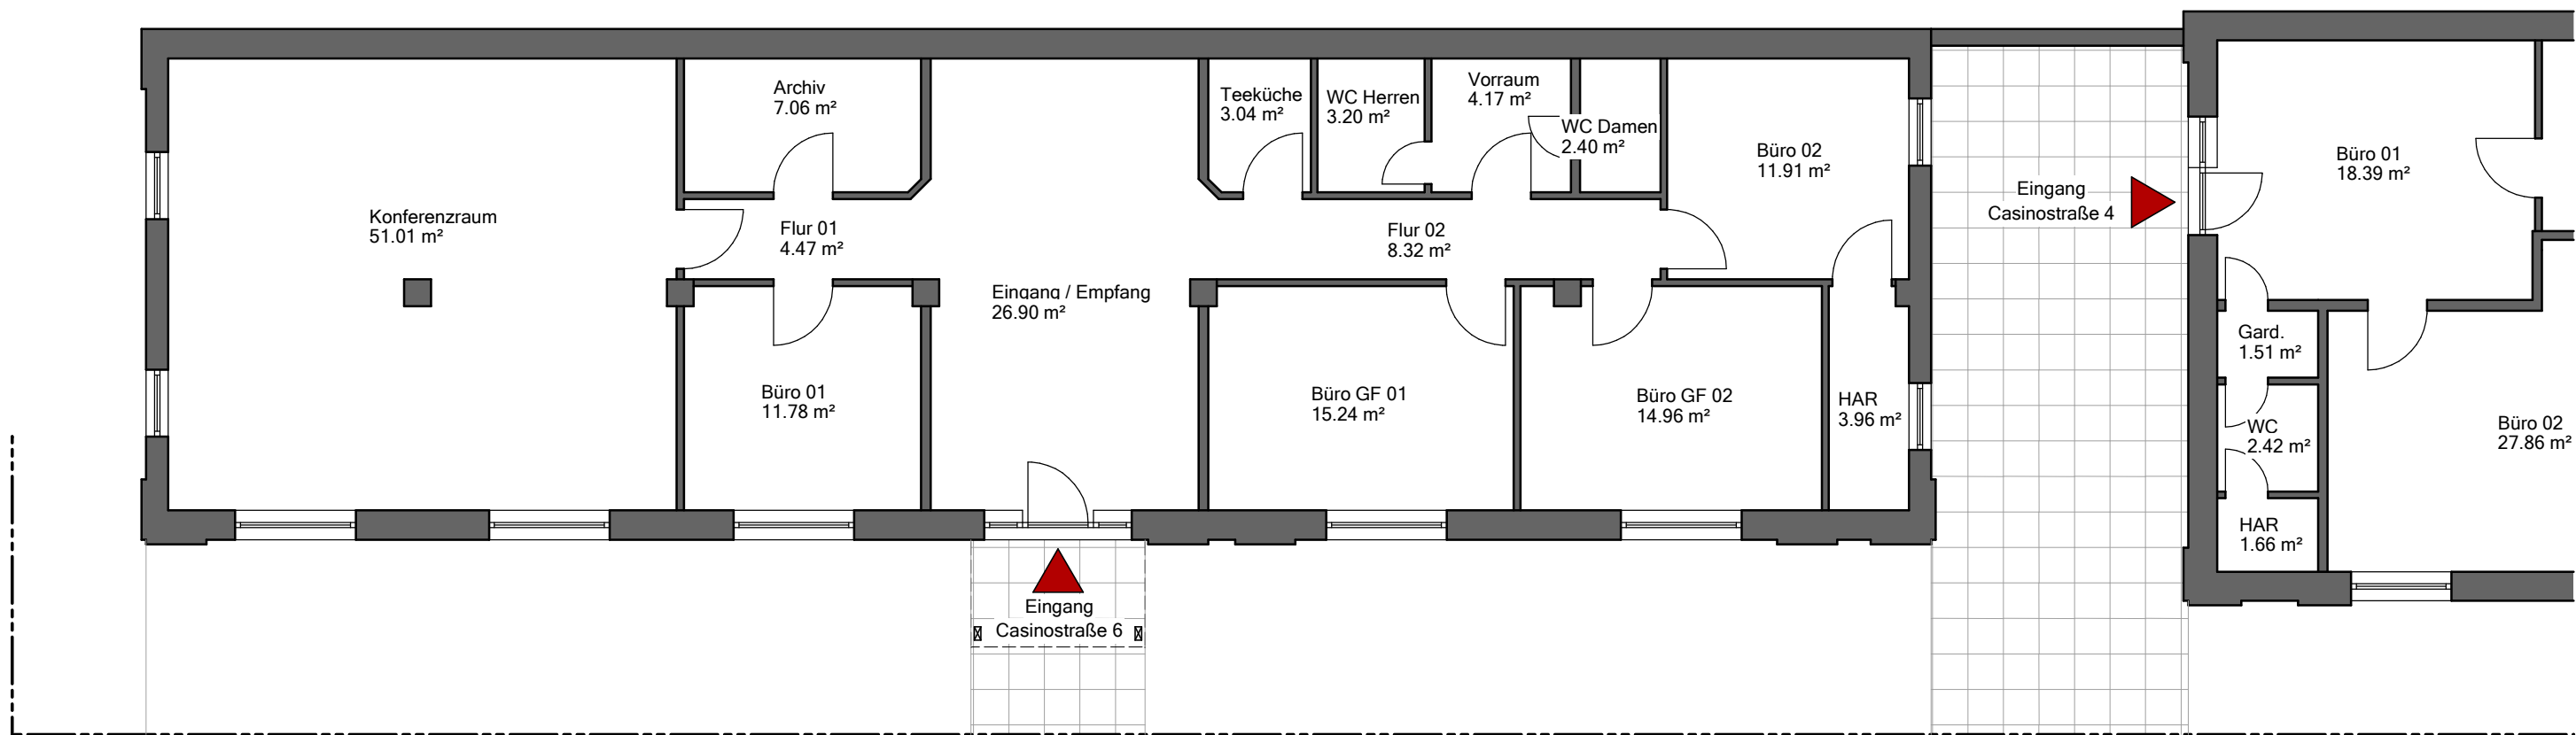 Konferenzraum
51.01 m²
Archiv
7.06 m²
Flur 01
4.47 m²
Büro 01
11.78 m²
Eingang / Empfang
26.90 m²
Teeküche
3.04 m²
WC Herren
3.20 m²
Vorraum
4.17 m²
WC Damen
2.40 m²
Flur 02
8.32 m²
Büro 02
11.91 m²
Büro GF 01
15.24 m²
Büro GF 02
14.96 m²
HAR
3.96 m²
Eingang
Casinostraße 6
Eingang
Casinostraße 4
Büro 01
18.39 m²
Gard.
1.51 m²
WC
2.42 m²
HAR
1.66 m²
Büro 02
27.86 m²